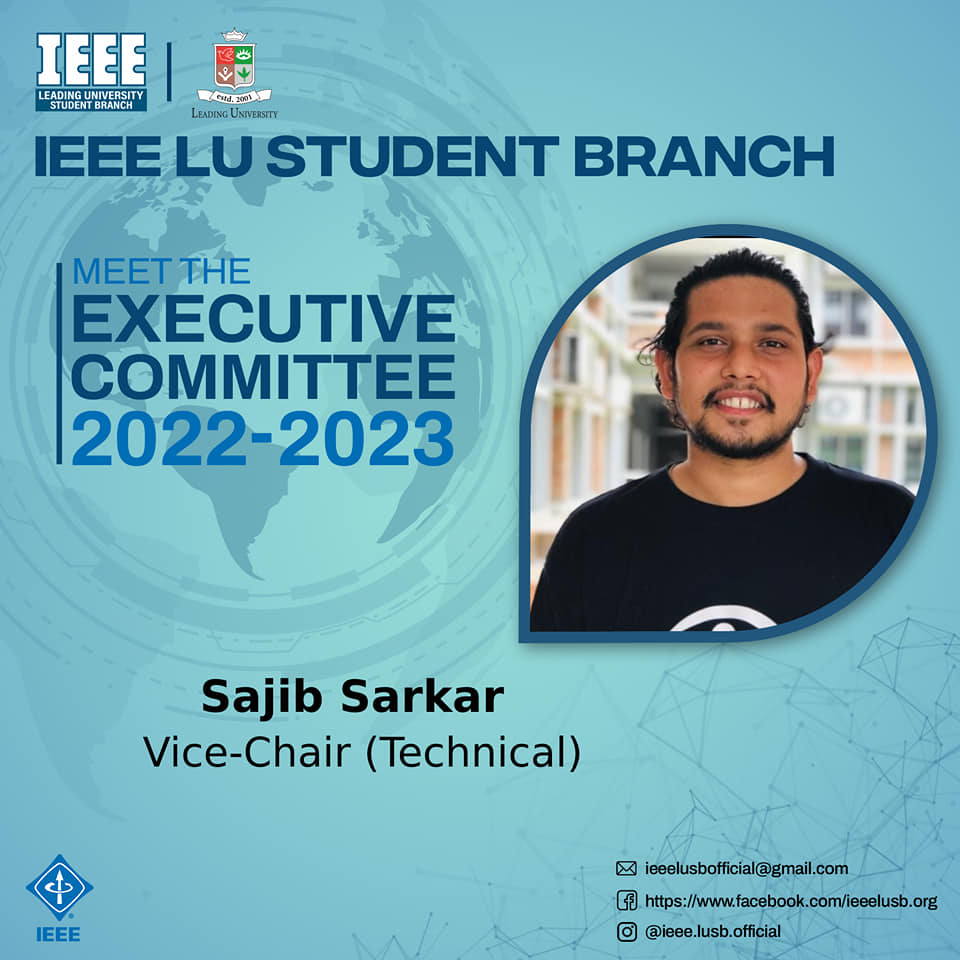 IEEE
LEADING UNIVERSITY
STUDENT BRANCH
estd. 2001
LEADING UNIVERSITY
IEEE LU STUDENT BRANCH
MEET THE
EXECUTIVE
COMMITTEE
2022-2023
Sajib Sarkar
Vice-Chair (Technical)
IEEE
ieeelusbofficial@gmail.com
https://www.facebook.com/ieeelusb.org
@ieee.lusb.official